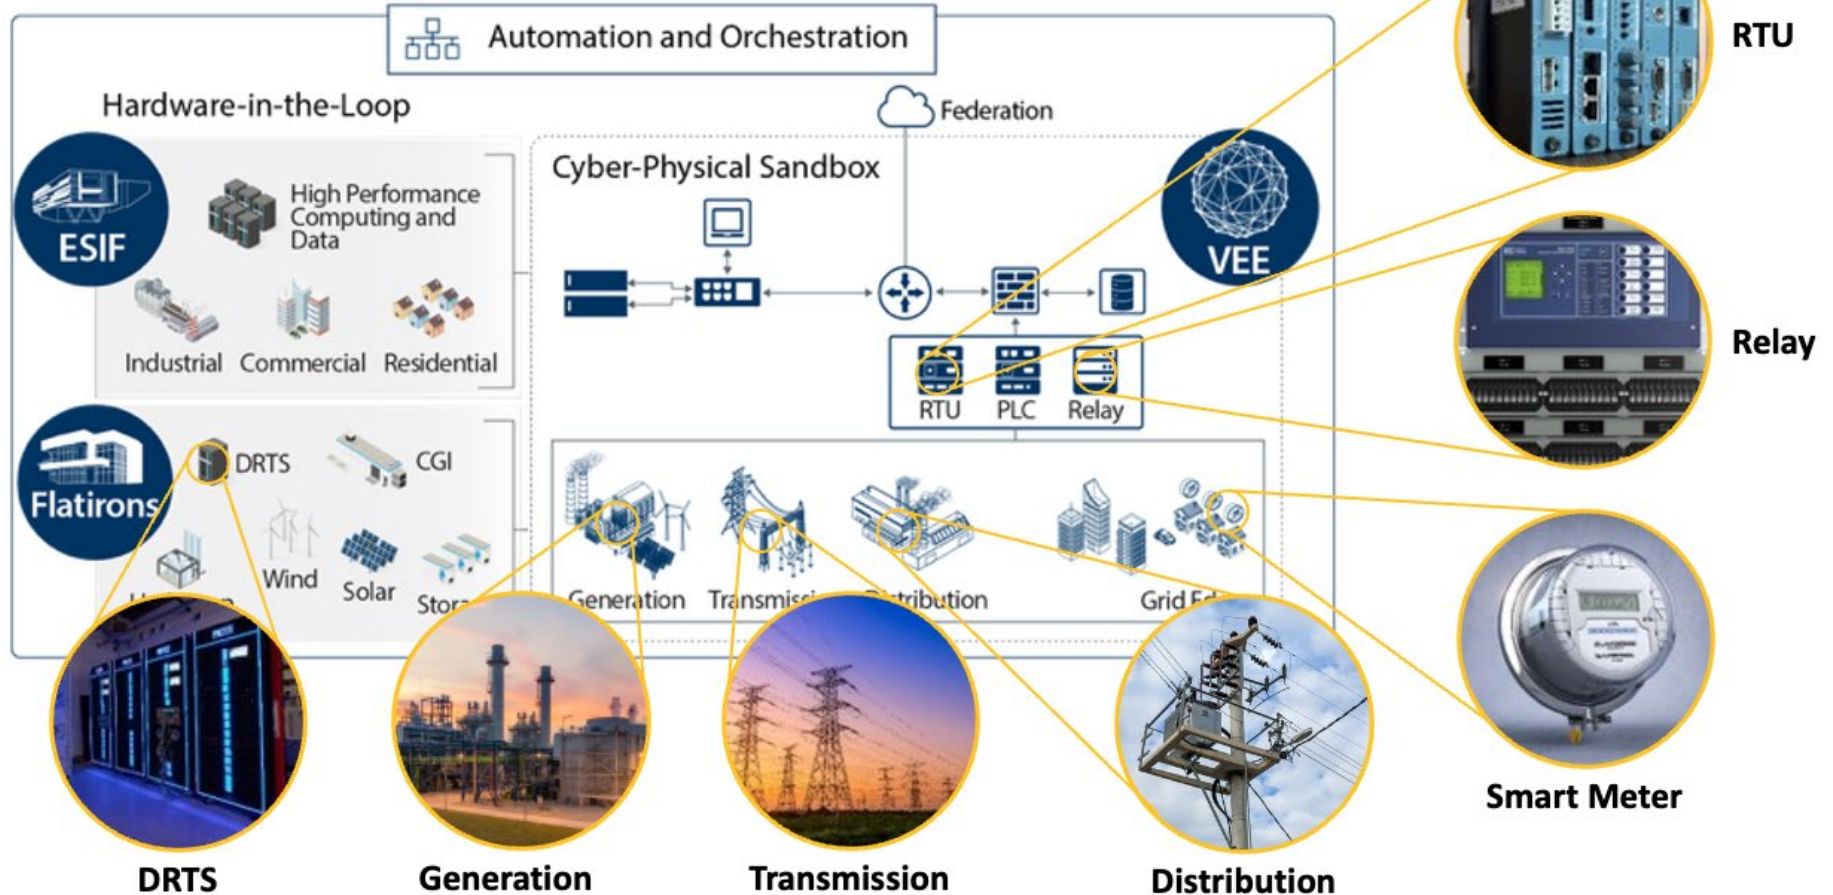 Automation and Orchestration
RTU
Hardware-in-the-Loop
Federation
ESIF
High Performance
Computing and
Data
Cyber-Physical Sandbox
VEE
Industrial
Commercial
Residential
RTU
PLC
Relay
Relay
Flatirons
DRTS
CGI
Wind
Solar
Generation
Distribution
Grid
DRTS
Generation
Transmission
Distribution
Smart Meter